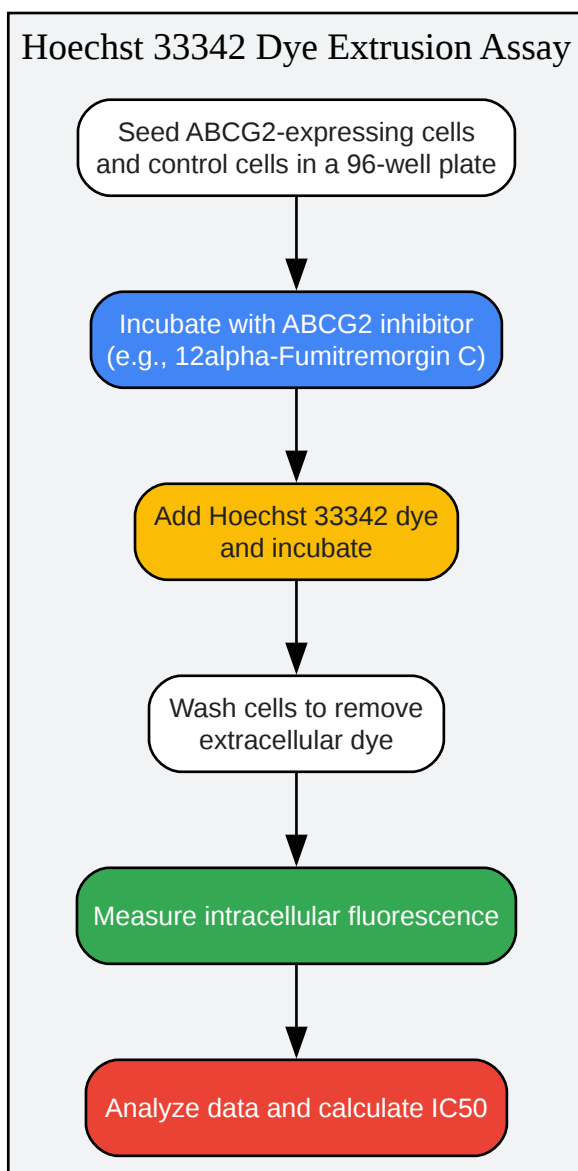 Hoechst 33342 Dye Extrusion Assay
Seed ABCG2-expressing cells
and control cells in a 96-well plate
Incubate with ABCG2 inhibitor
(e.g., 12alpha-Fumitremorgin C)
Add Hoechst 33342 dye
and incubate
Wash cells to remove
extracellular dye
Measure intracellular fluorescence
Analyze data and calculate IC50